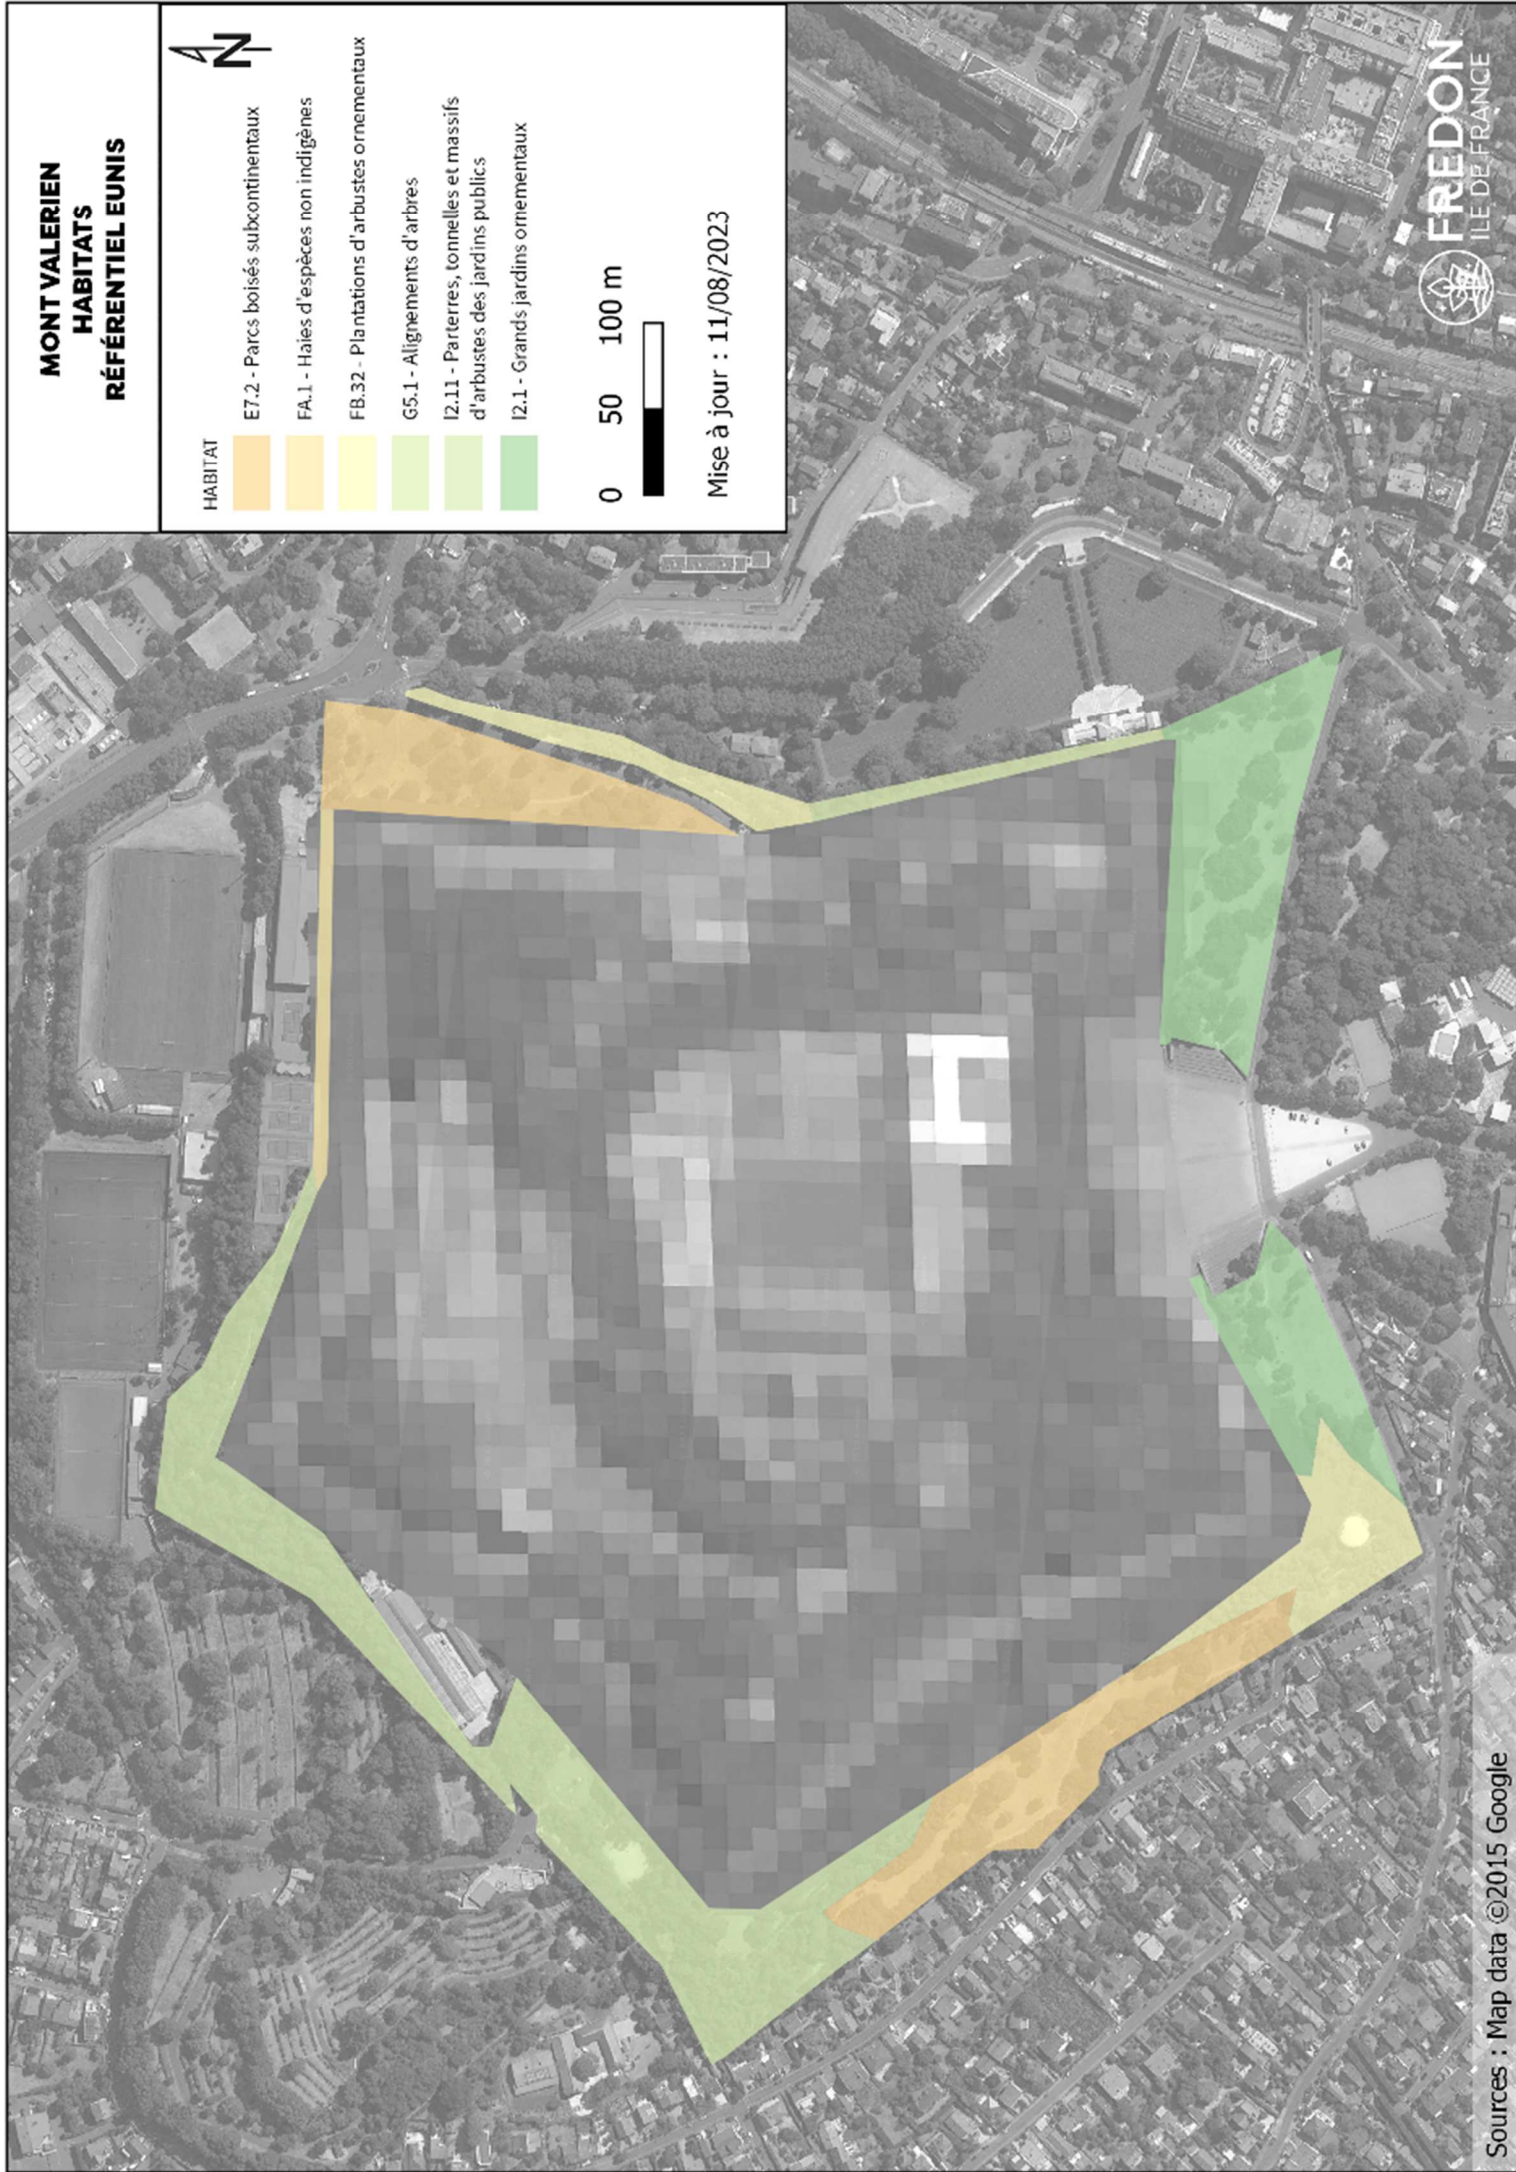 MONT VALERIEN
HABITATS
RÉFÉRENTIEL EUNIS
N
HABITAT
E7.2 - Parcs boisés subcontinentaux
FA.1 - Haies d'espèces non indigènes
FB.32 - Plantations d'arbustes ornementaux
G5.1 - Alignements d'arbres
I2.11 - Parterres, tonnelles et massifs
d'arbustes des jardins publics
I2.1 - Grands jardins ornementaux
0 50 100 m
Mise à jour : 11/08/2023
FREDON
ILE DE FRANCE
Sources : Map data ©2015 Google